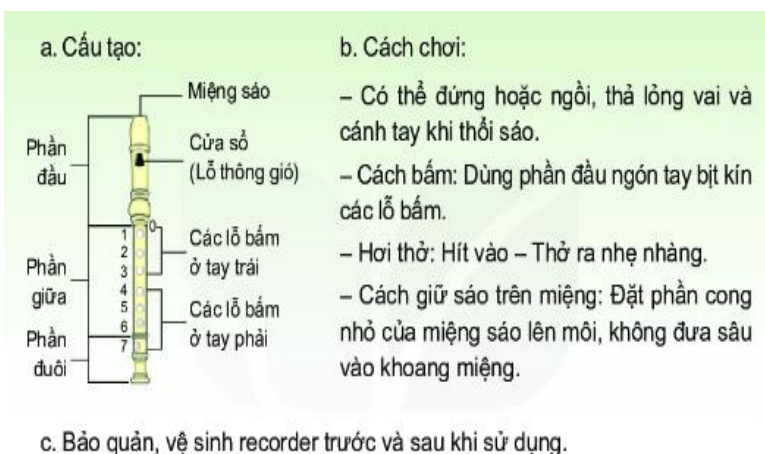 a. Cấu tạo:
Miệng sáo
Phần
đầu
Cửa sổ
(Lỗ thông gió)
0
1
2
3
Các lỗ bấm
ở tay trái
Phần
giữa
4
5
6
Các lỗ bấm
ở tay phải
Phần
đuôi
7
b. Cách chơi:
– Có thể đứng hoặc ngồi, thả lỏng vai và
cánh tay khi thổi sáo.
– Cách bấm: Dùng phần đầu ngón tay bịt kín
các lỗ bấm.
– Hơi thở: Hít vào – Thở ra nhẹ nhàng.
– Cách giữ sáo trên miệng: Đặt phần cong
nhỏ của miệng sáo lên môi, không đưa sâu
vào khoang miệng.
c. Bảo quản, vệ sinh recorder trước và sau khi sử dụng.